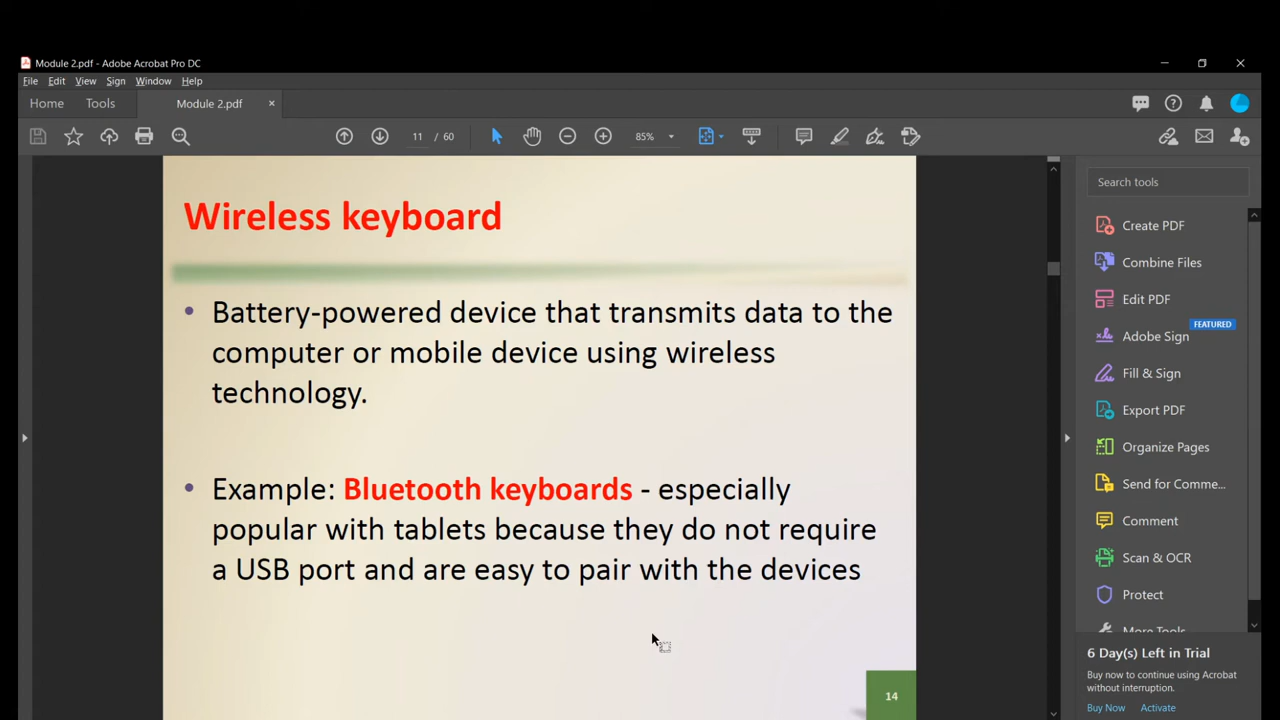 Module 2.pdf - Adobe Acrobat Pro DC
File Edit View Sign Window Help
Home Tools Module 2.pdf ×
11 / 60 85%
Wireless keyboard
• Battery-powered device that transmits data to the
computer or mobile device using wireless
technology.
• Example: Bluetooth keyboards - especially
popular with tablets because they do not require
a USB port and are easy to pair with the devices
14
Search tools
Create PDF
Combine Files
Edit PDF
FEATURED
Adobe Sign
Fill & Sign
Export PDF
Organize Pages
Send for Comme...
Comment
Scan & OCR
Protect
More Tools
6 Day(s) Left in Trial
Buy now to continue using Acrobat
without interruption.
Buy Now Activate